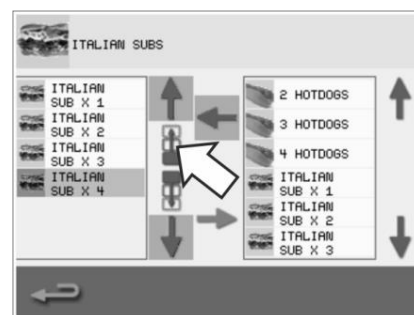 ITALIAN SUBS
ITALIAN
SUB X 1
ITALIAN
SUB X 2
ITALIAN
SUB X 3
ITALIAN
SUB X 4
2 HOTDOGS
3 HOTDOGS
4 HOTDOGS
ITALIAN
SUB X 1
ITALIAN
SUB X 2
ITALIAN
SUB X 3